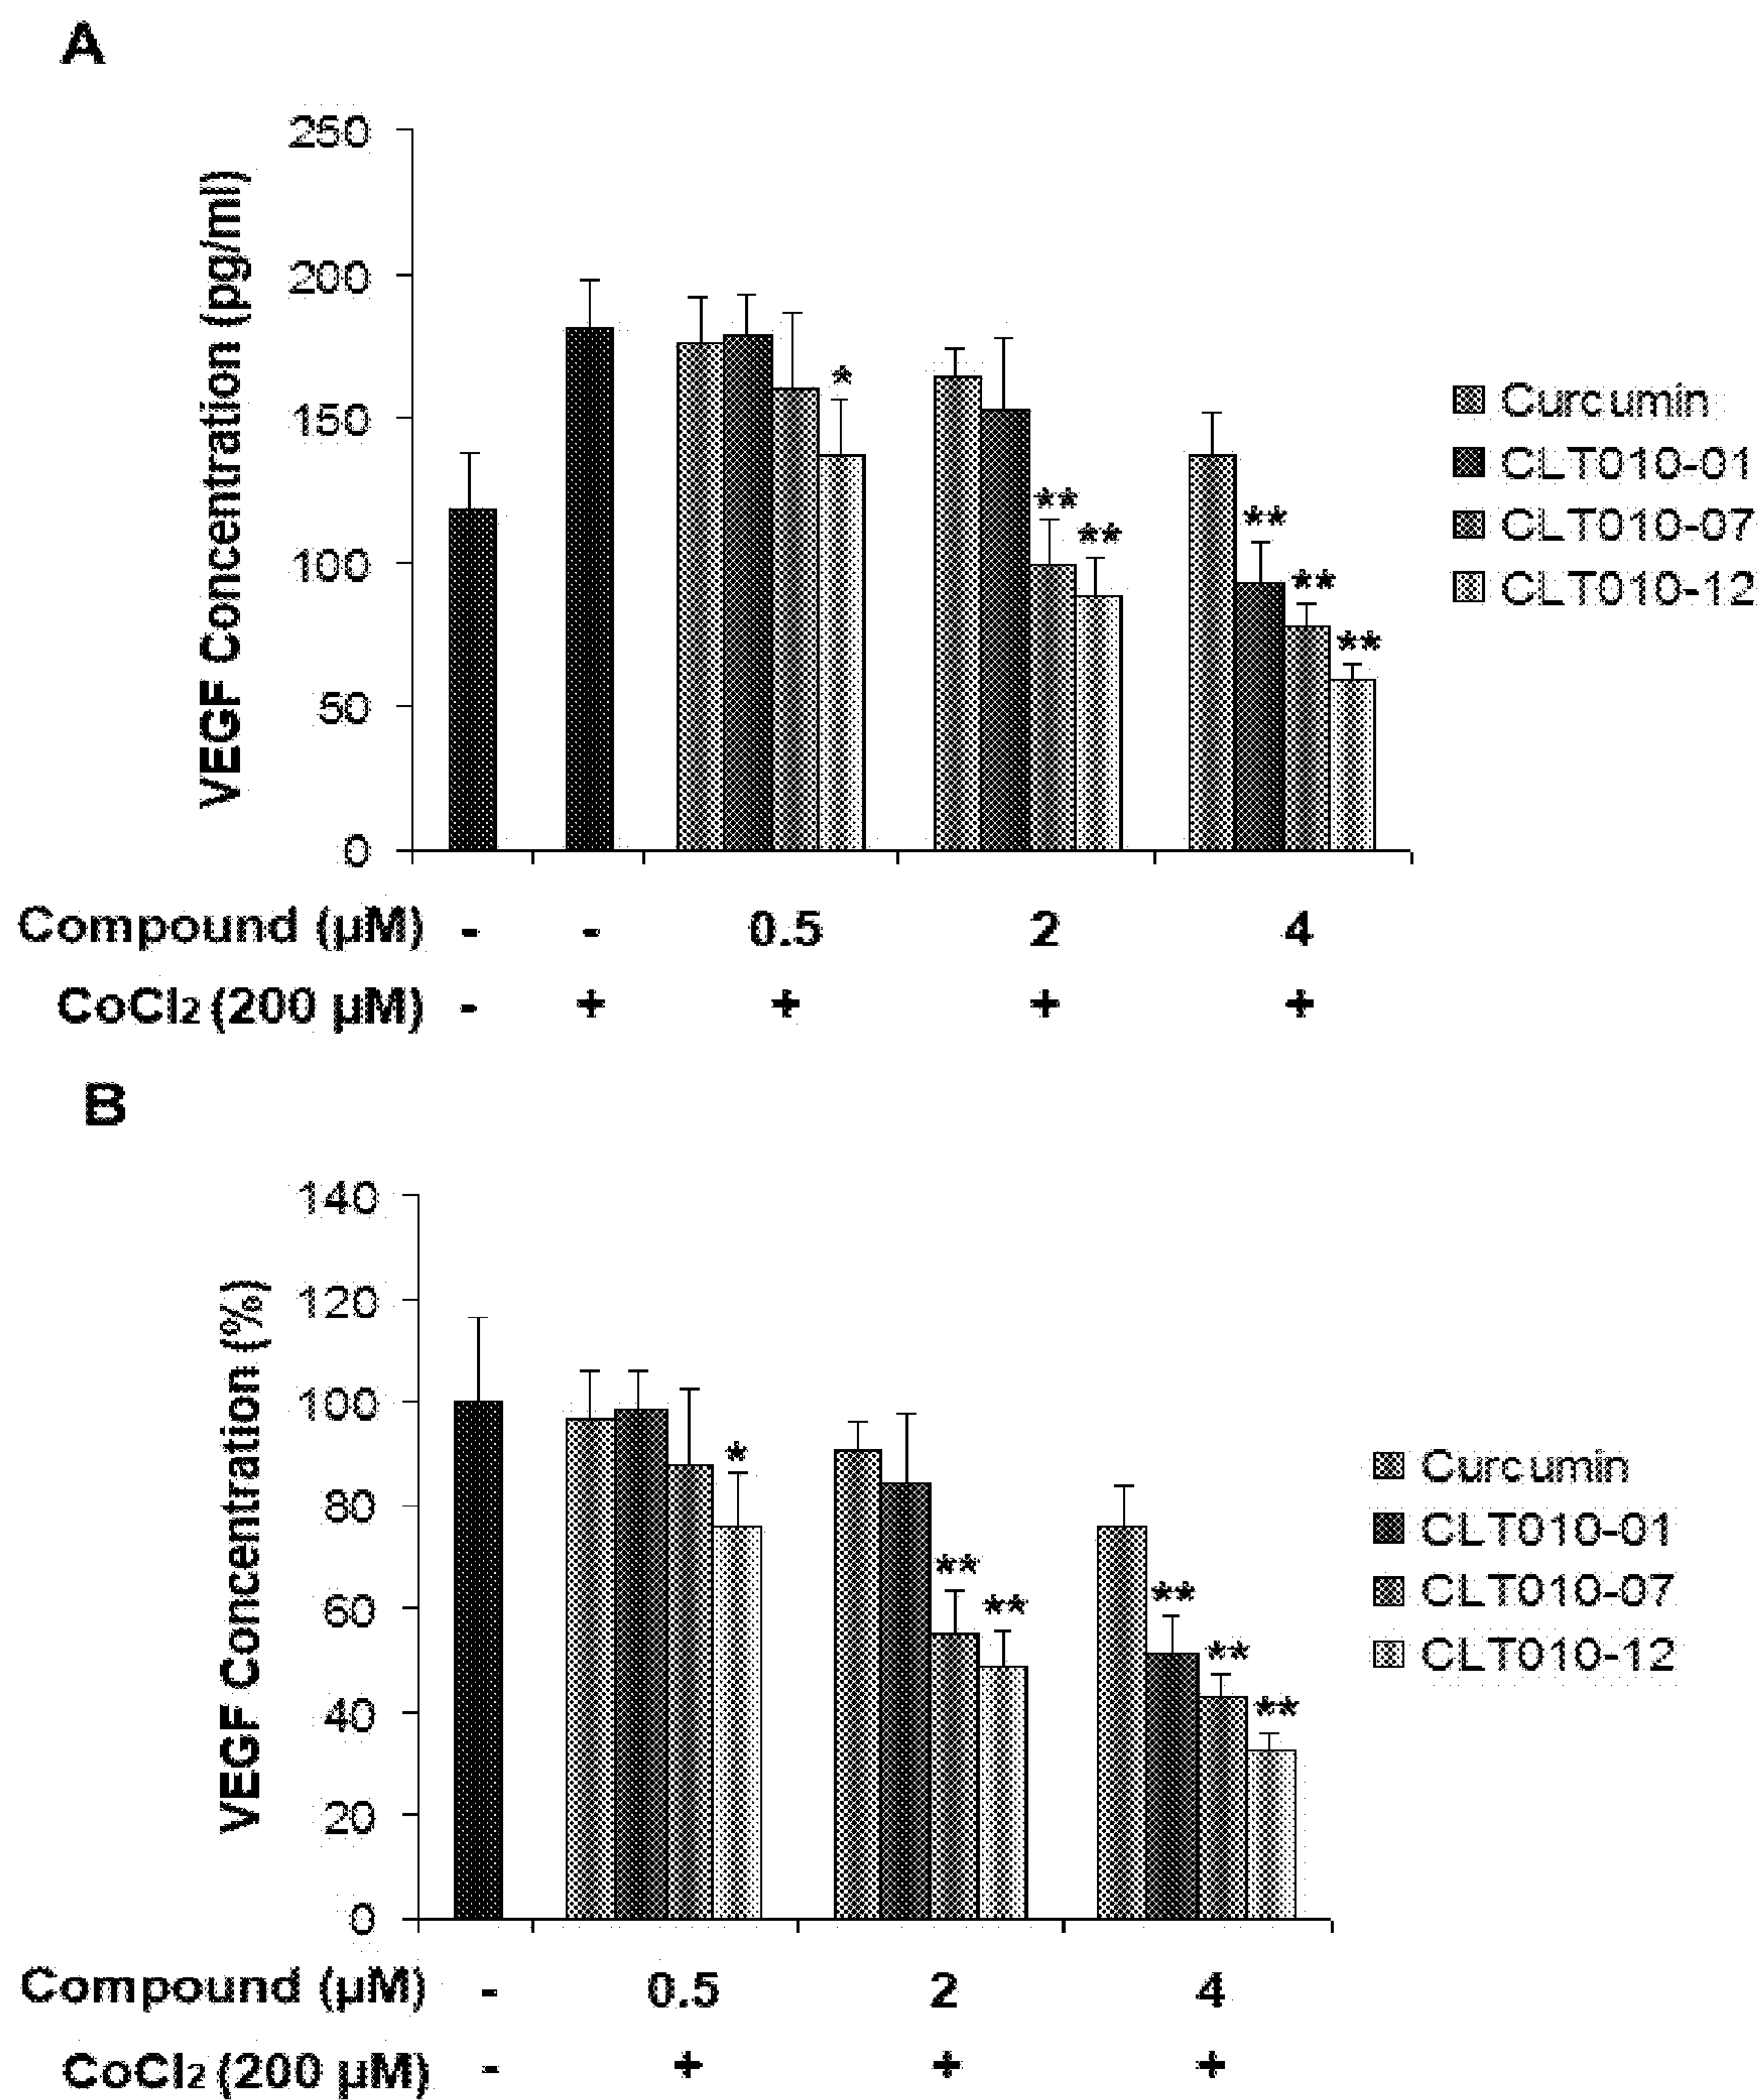 A
VEGF Concentration (pg/ml)
250
200
150
100
50
0
*
**
**
**
**
**
Curcumin
CLT010-01
CLT010-07
CLT010-12
Compound (µM) - - 0.5 2 4
CoCl₂ (200 µM) - + + + +
B
VEGF Concentration (%)
140
120
100
80
60
40
20
0
*
**
**
**
**
**
Curcumin
CLT010-01
CLT010-07
CLT010-12
Compound (µM) - 0.5 2 4
CoCl₂ (200 µM) - + + +